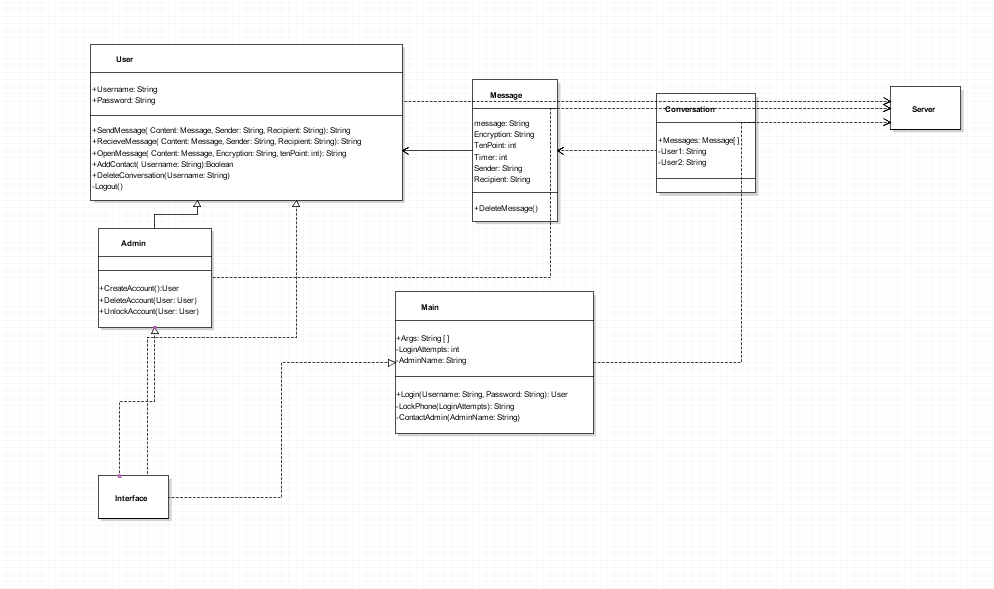 User
+Username: String
+Password: String
+SendMessage( Content: Message, Sender: String, Recipient: String): String
+RecieveMessage( Content: Message, Sender: String, Recipient: String): String
+OpenMessage( Content: Message, Encryption: String, tenPoint: int): String
+AddContact( Username: String):Boolean
+DeleteConversation(Username: String)
-Logout()
Message
message: String
Encryption: String
TenPoint: int
Timer: int
Sender: String
Recipient: String
+DeleteMessage()
Conversation
+Messages: Message[ ]
-User1: String
-User2: String
Server
Admin
+CreateAccount():User
+DeleteAccount(User: User)
+UnlockAccount(User: User)
Main
+Args: String [ ]
-LoginAttempts: int
-AdminName: String
+Login(Username: String, Password: String): User
-LockPhone(LoginAttempts): String
-ContactAdmin(AdminName: String)
Interface